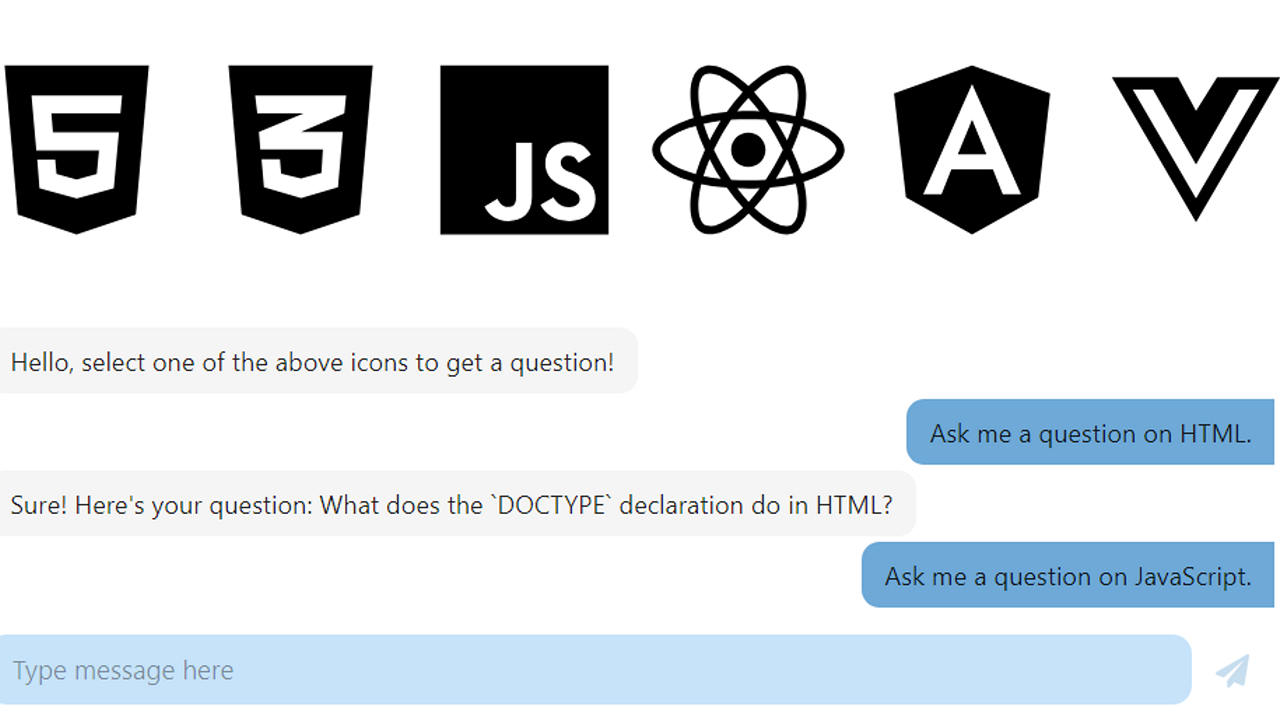 5 3 JS A
Hello, select one of the above icons to get a question!
Ask me a question on HTML.
Sure! Here's your question: What does the `DOCTYPE` declaration do in HTML?
Ask me a question on JavaScript.
Type message here